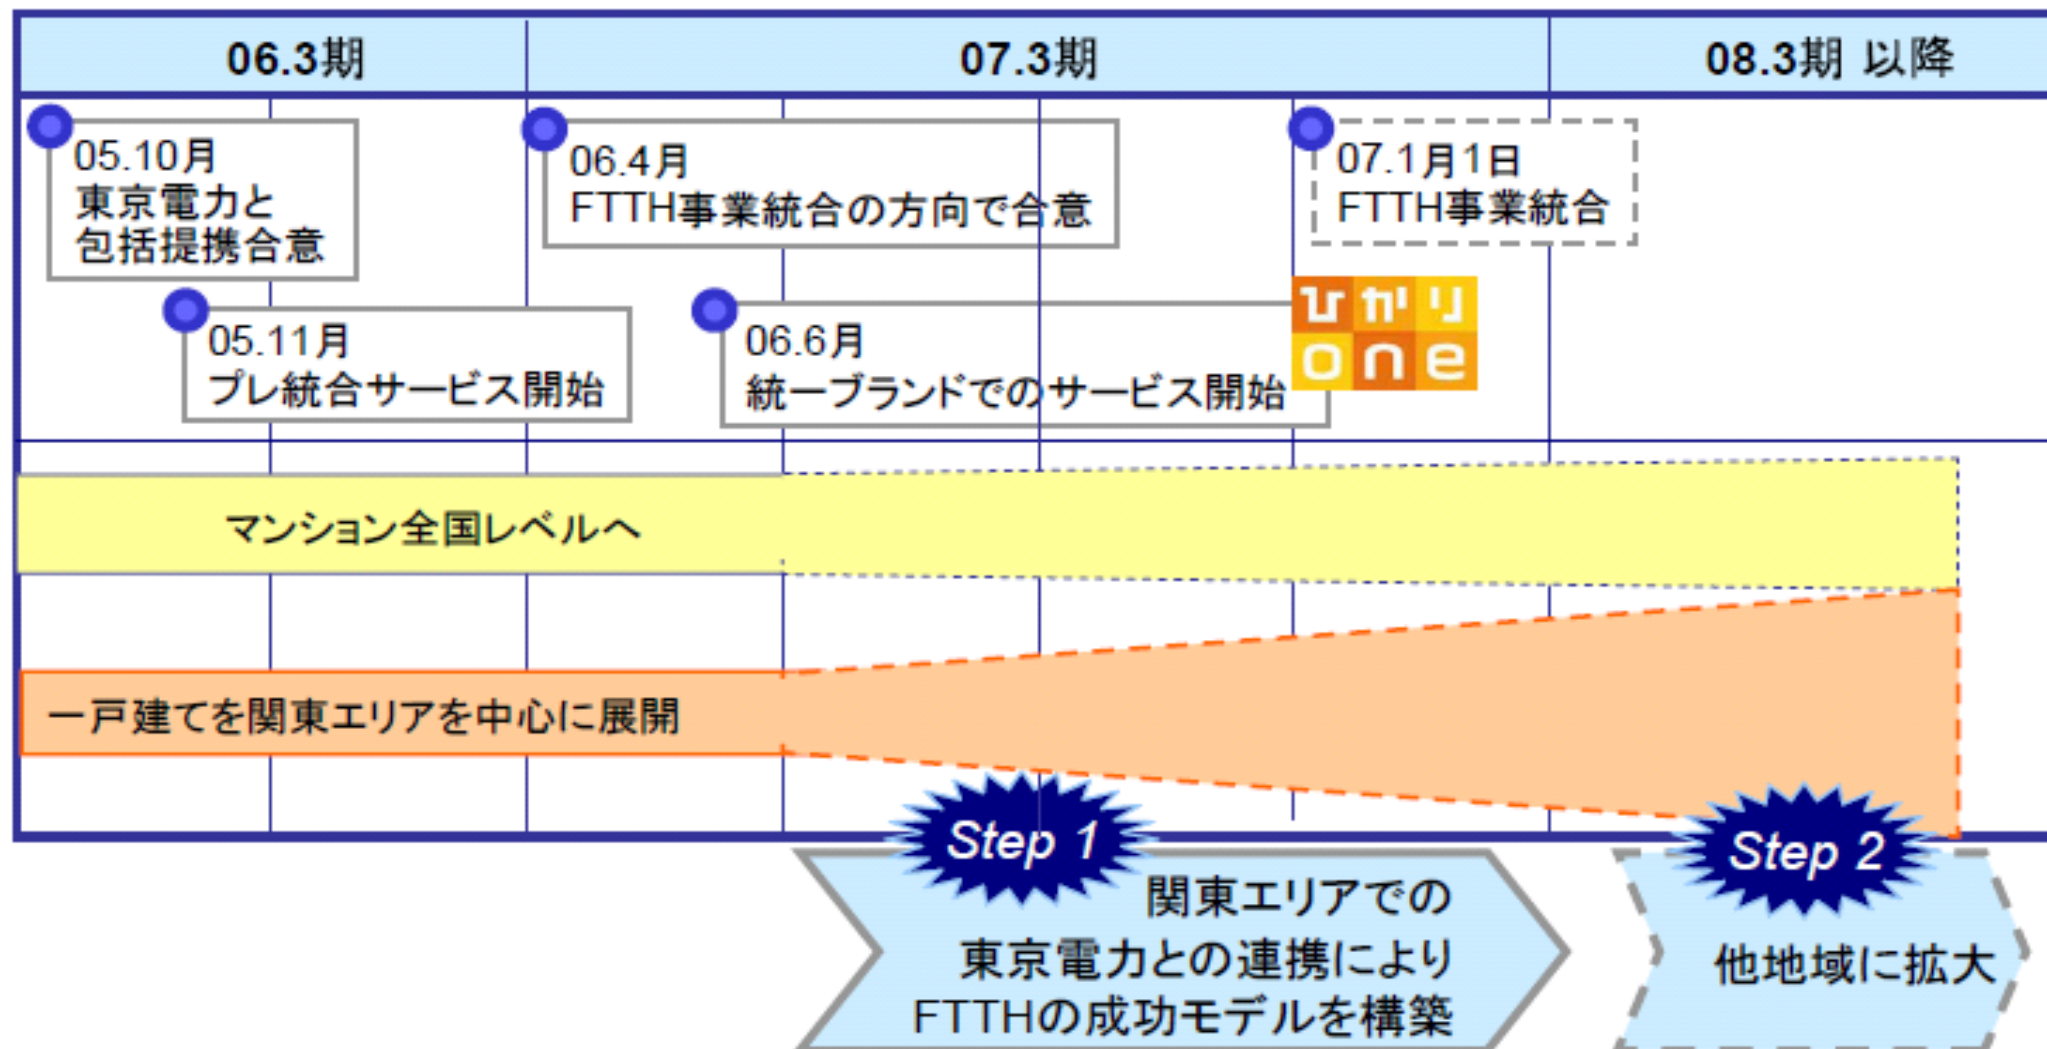 06.3期
07.3期
08.3期 以降
05.10月
東京電力と
包括提携合意
06.4月
FTTH事業統合の方向で合意
07.1月1日
FTTH事業統合
05.11月
プレ統合サービス開始
06.6月
統一ブランドでのサービス開始
ひかり
one
マンション全国レベルへ
一戸建てを関東エリアを中心に展開
Step 1
関東エリアでの
東京電力との連携により
FTTHの成功モデルを構築
Step 2
他地域に拡大